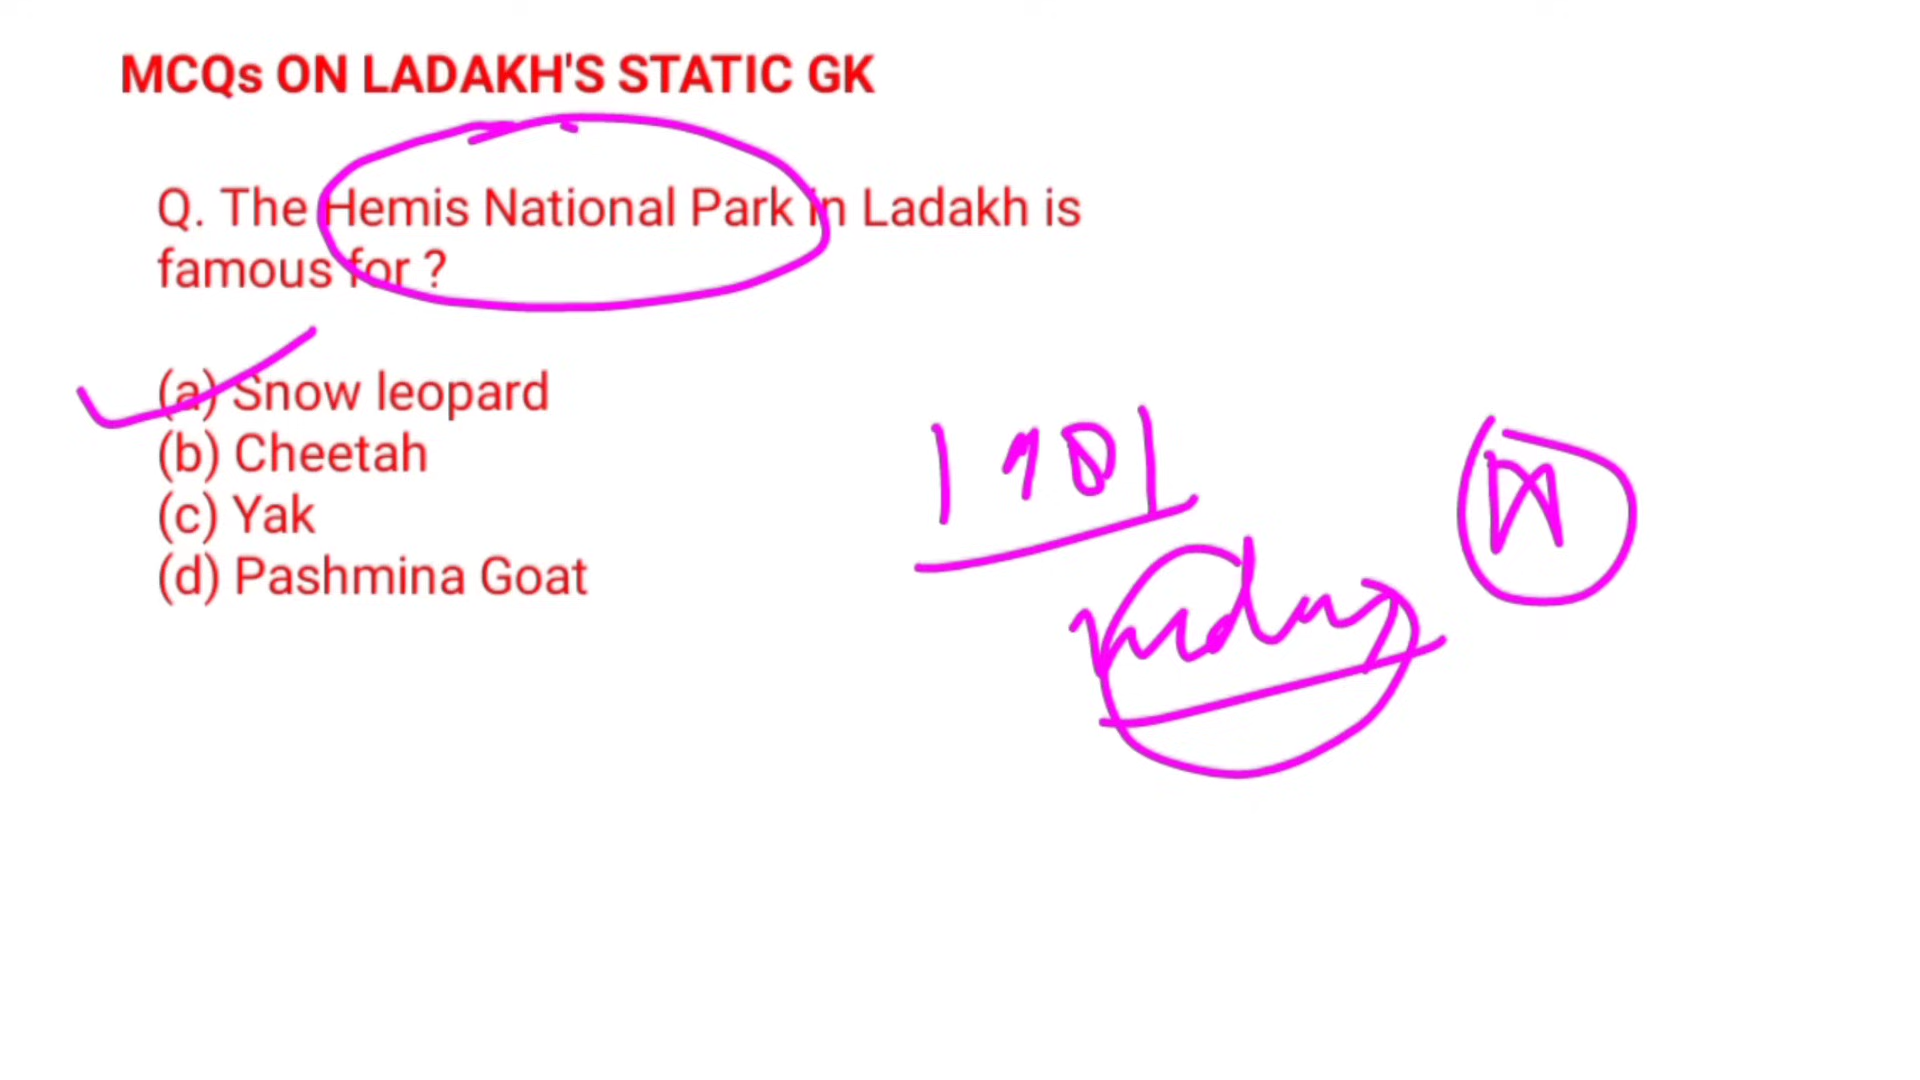 MCQs ON LADAKH'S STATIC GK
Q. The Hemis National Park in Ladakh is
famous for ?
(a) Snow leopard
(b) Cheetah
(c) Yak
(d) Pashmina Goat
1981